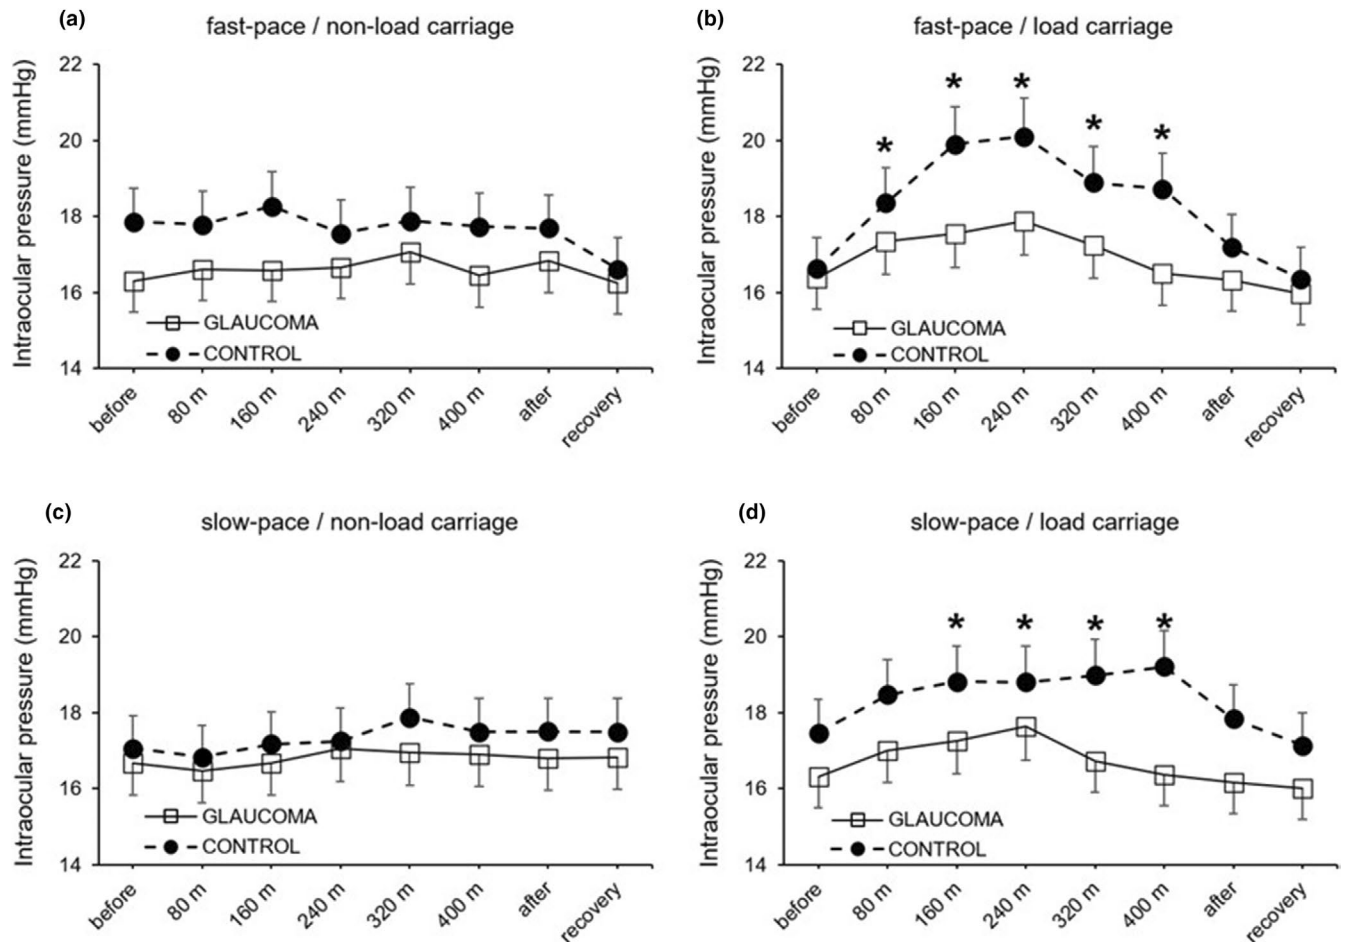 (a)
fast-pace / non-load carriage
Intraocular pressure (mmHg)
22
20
18
16
14
GLAUCOMA
CONTROL
before
80 m
160 m
240 m
320 m
400 m
after
recovery
(b)
fast-pace / load carriage
Intraocular pressure (mmHg)
22
20
18
16
14
*
*
*
*
*
GLAUCOMA
CONTROL
before
80 m
160 m
240 m
320 m
400 m
after
recovery
(c)
slow-pace / non-load carriage
Intraocular pressure (mmHg)
22
20
18
16
14
GLAUCOMA
CONTROL
before
80 m
160 m
240 m
320 m
400 m
after
recovery
(d)
slow-pace / load carriage
Intraocular pressure (mmHg)
22
20
18
16
14
*
*
*
*
GLAUCOMA
CONTROL
before
80 m
160 m
240 m
320 m
400 m
after
recovery